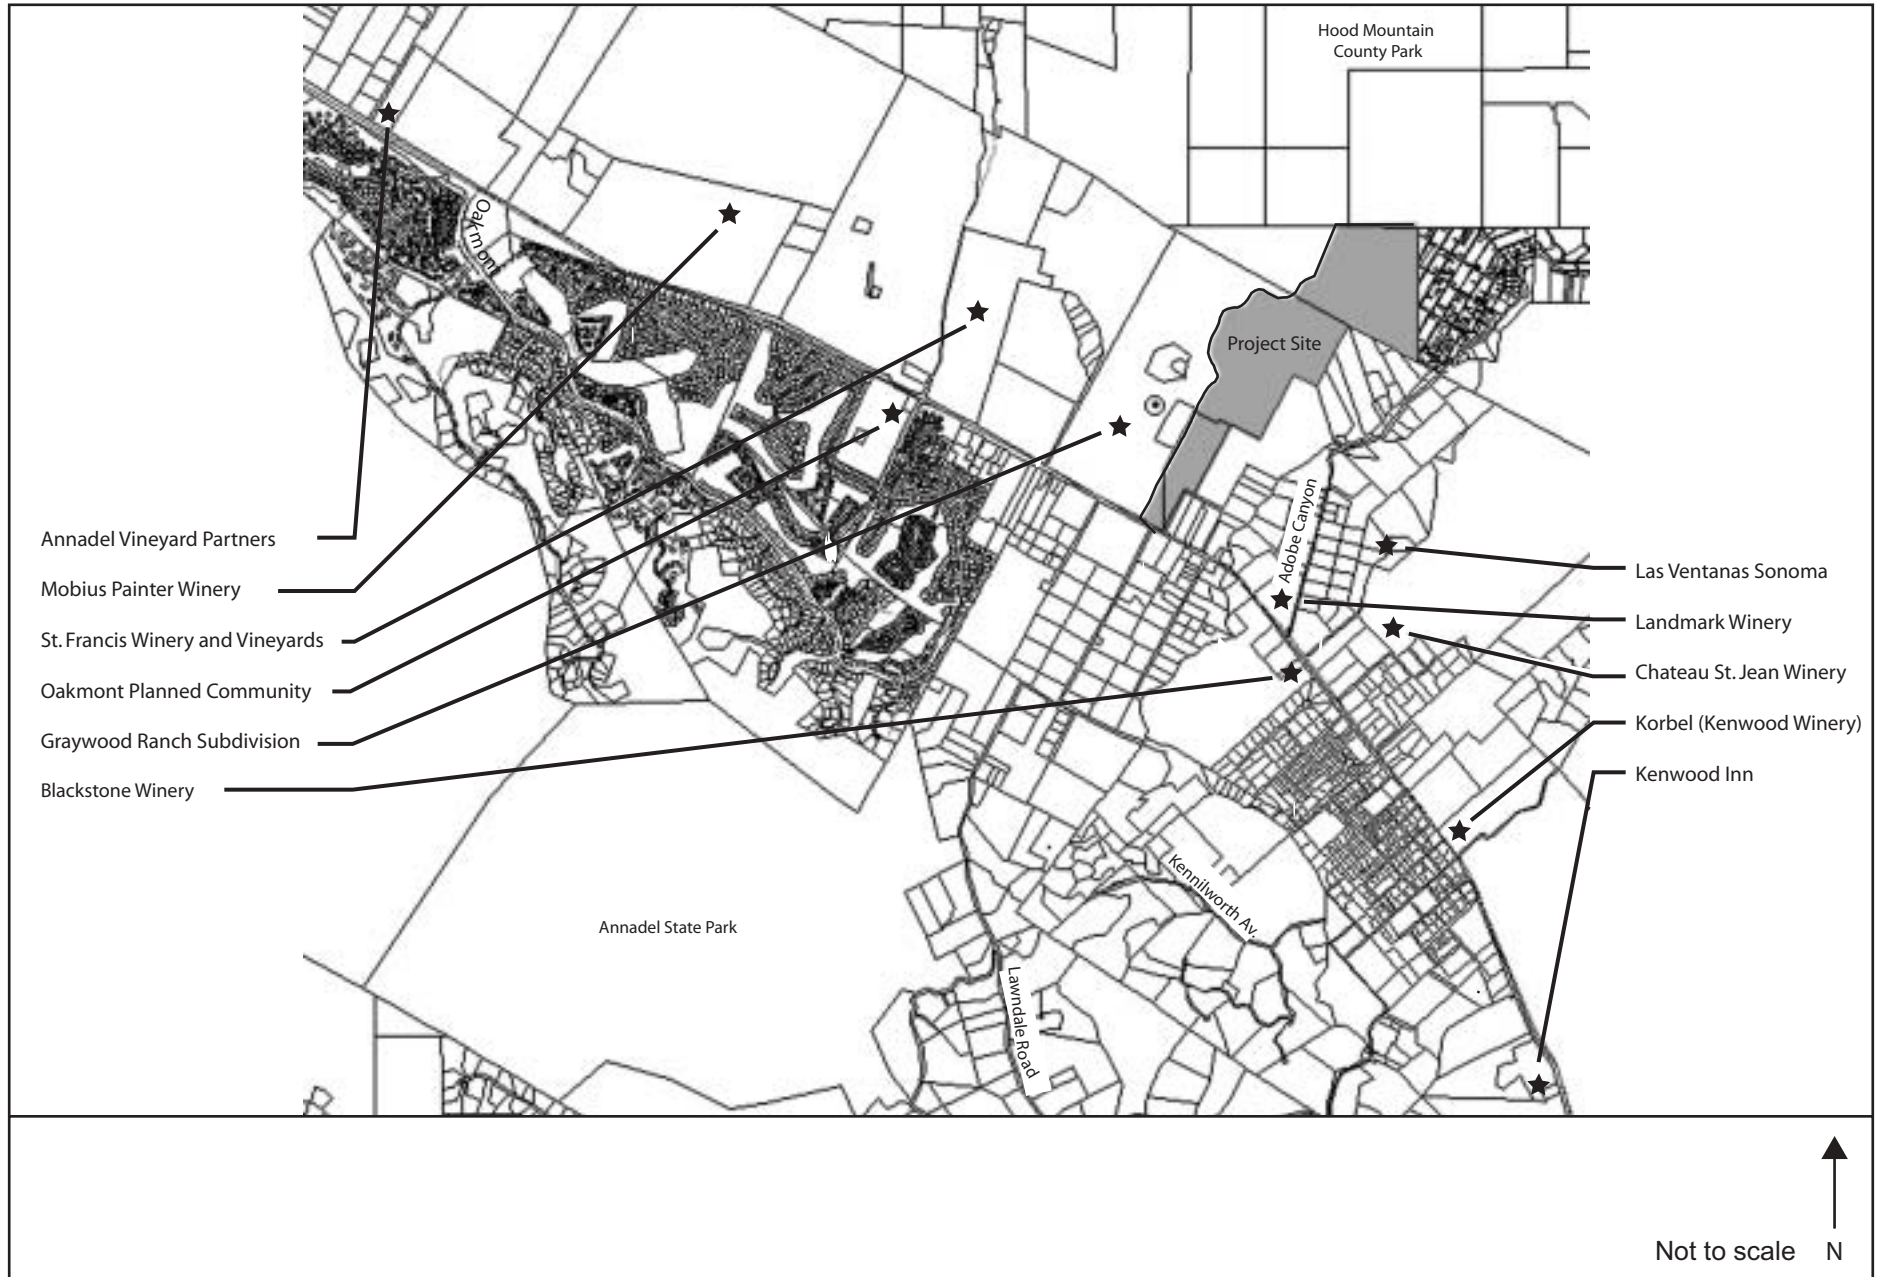 Hood Mountain
County Park
Oakmont
Project Site
Adobe Canyon
Annadel Vineyard Partners
Mobius Painter Winery
St. Francis Winery and Vineyards
Oakmont Planned Community
Graywood Ranch Subdivision
Blackstone Winery
Las Ventanas Sonoma
Landmark Winery
Chateau St. Jean Winery
Korbel (Kenwood Winery)
Kenwood Inn
Kennilworth Av.
Annadel State Park
Lawndale Road
Not to scale N